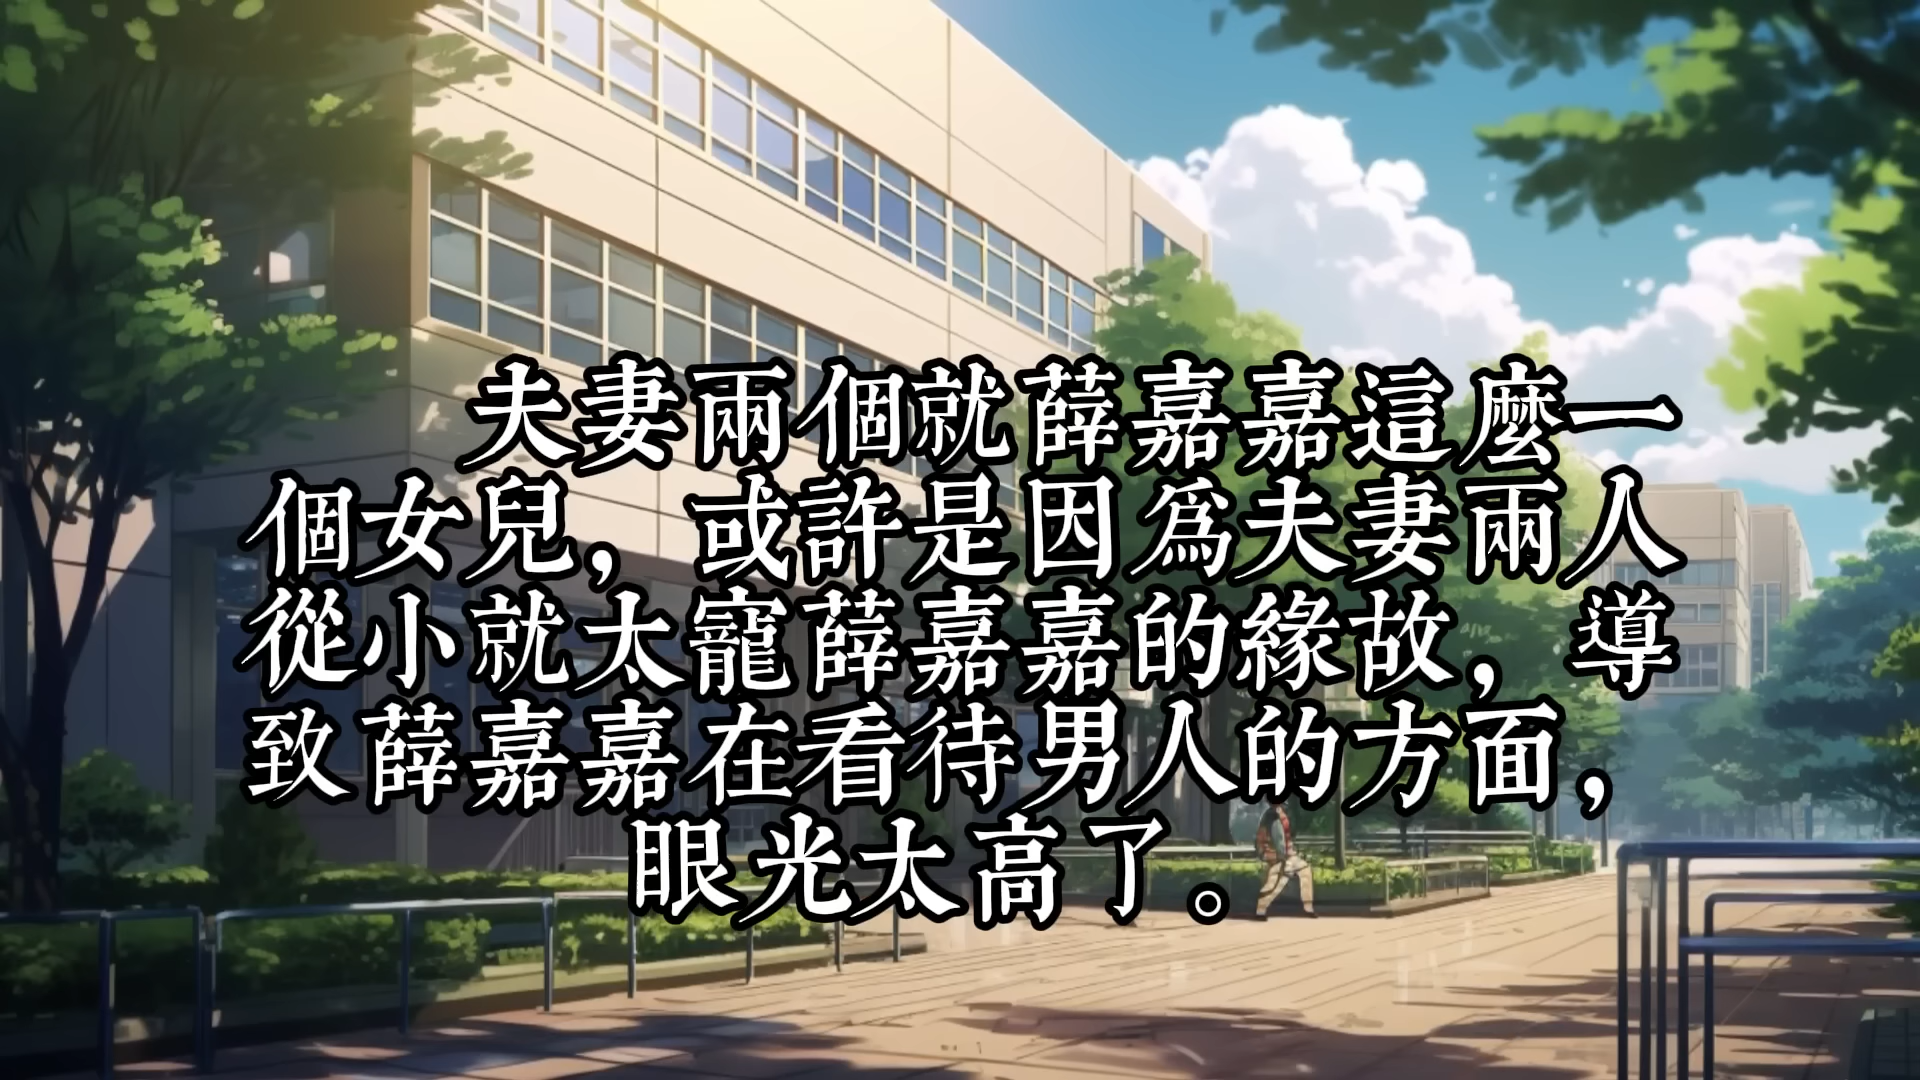 夫妻兩個就薛嘉嘉這麼一
個女兒，或許是因爲夫妻兩人
從小就太寵薛嘉嘉的緣故，導
致薛嘉嘉在看待男人的方面，
眼光太高了。